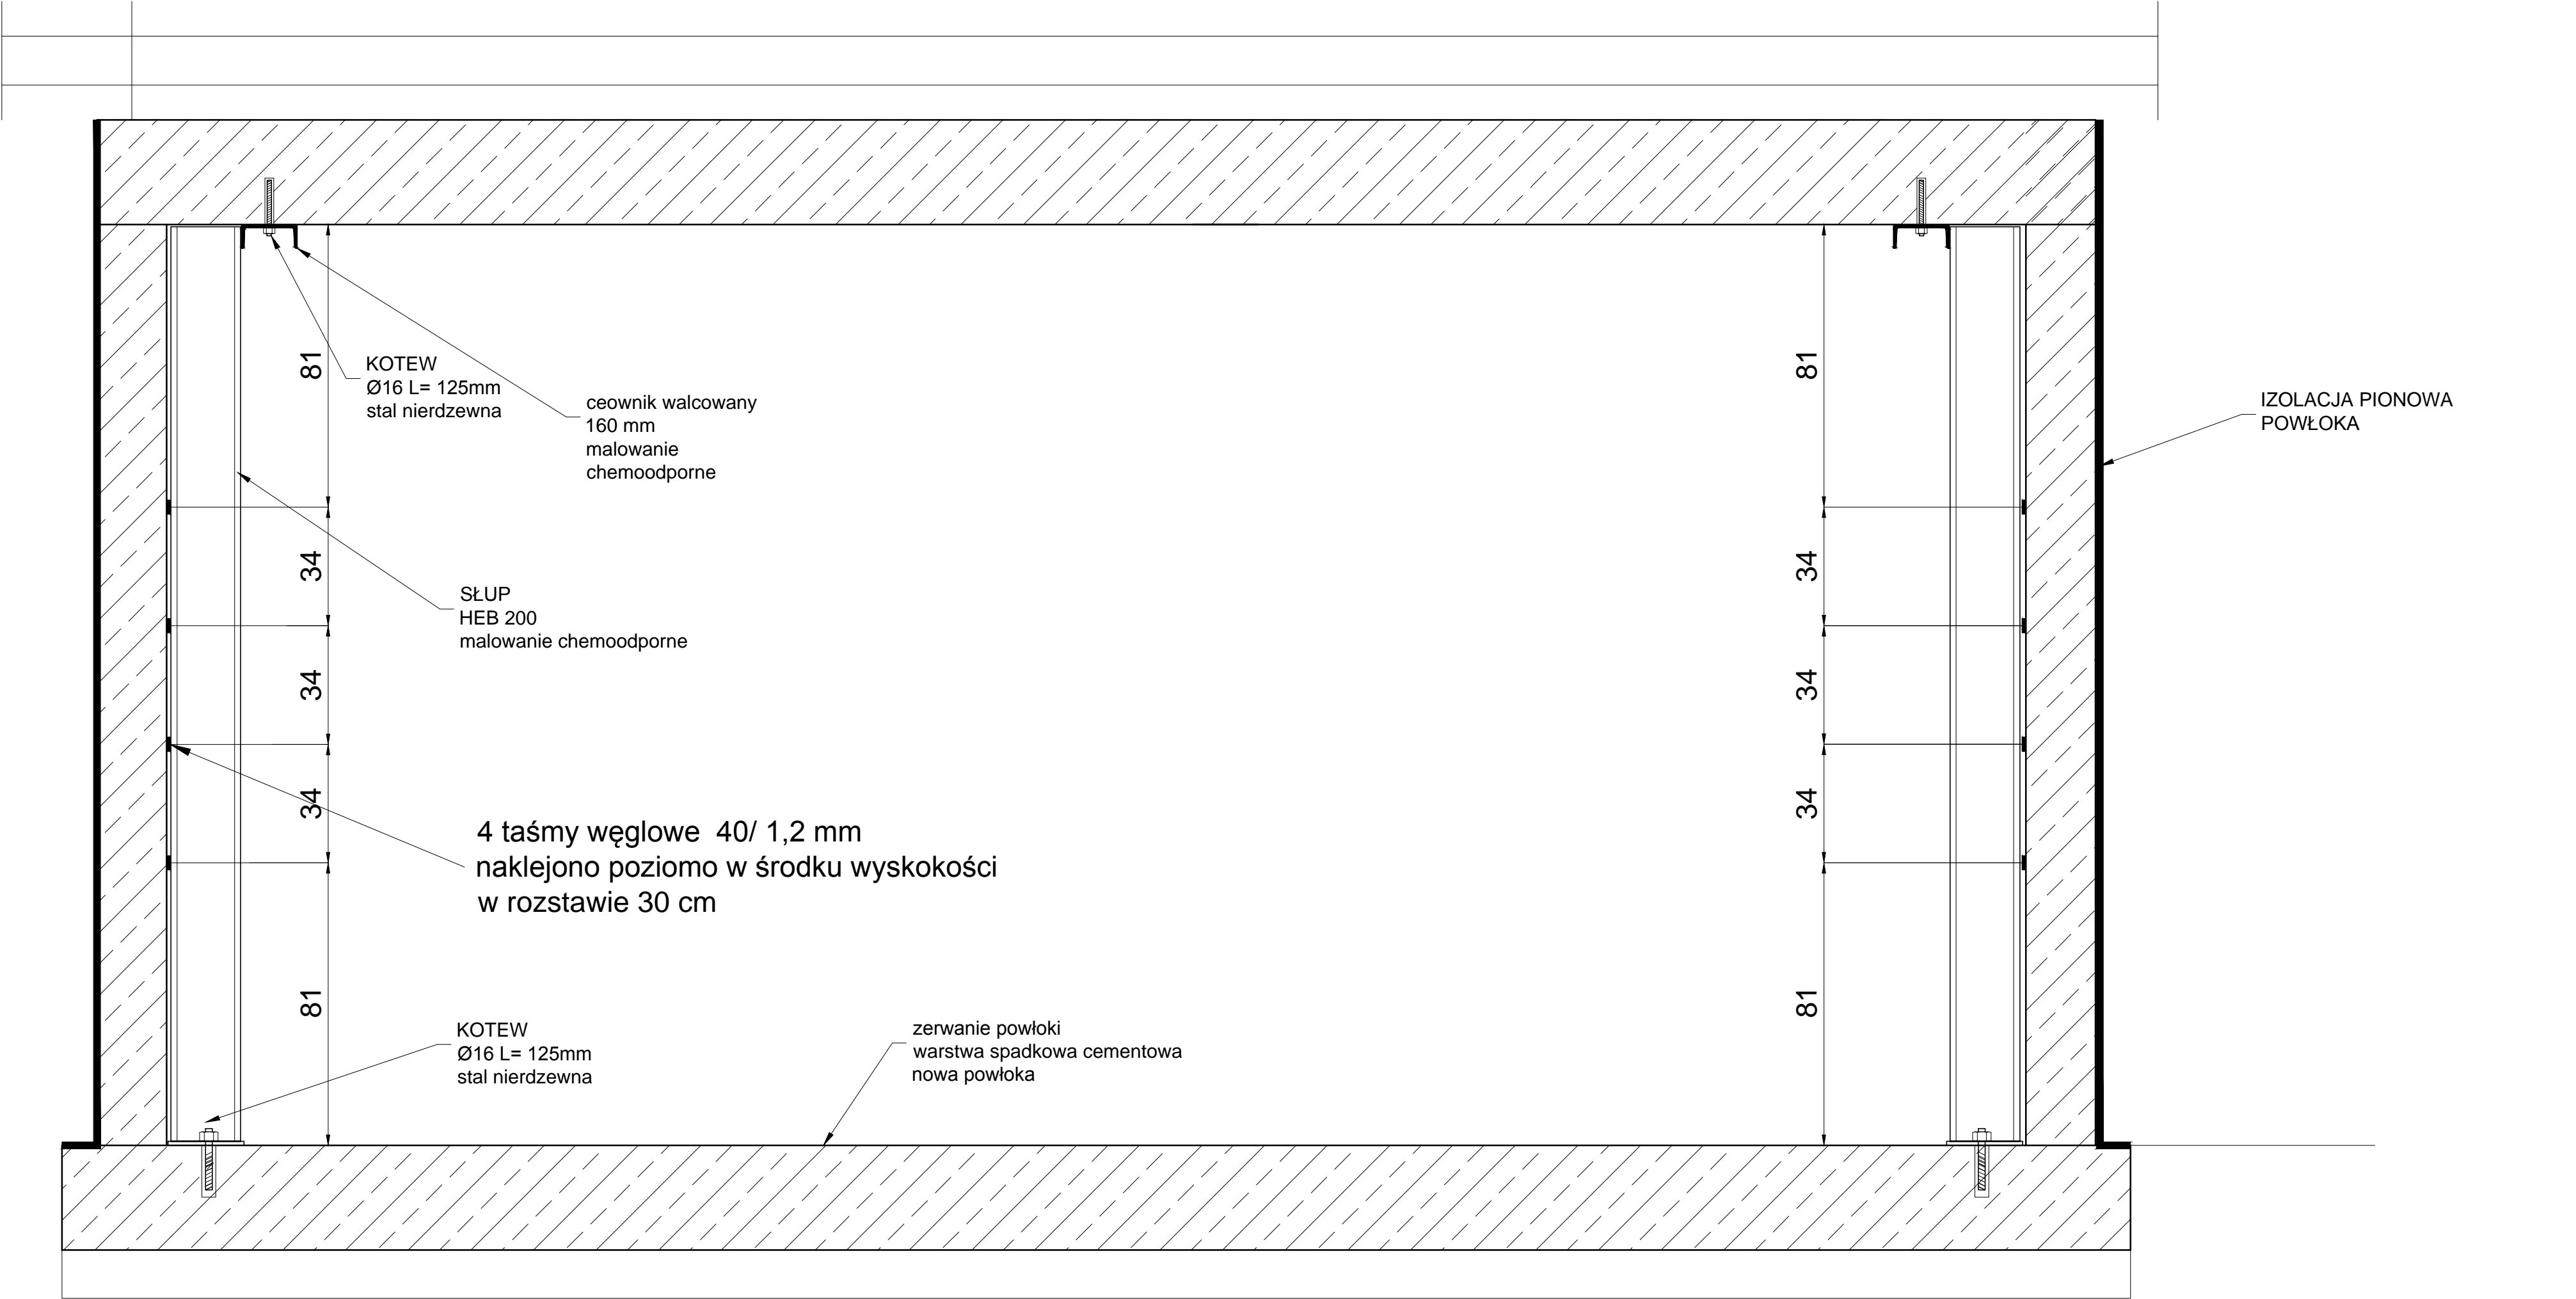 81
KOTEW
Ø16 L= 125mm
stal nierdzewna
ceownik walcowany
160 mm
malowanie
chemoodporne
81
IZOLACJA PIONOWA
POWŁOKA
34
34
SŁUP
HEB 200
malowanie chemoodporne
34
34
34
34
4 taśmy węglowe 40/ 1,2 mm
naklejono poziomo w środku wyskokości
w rozstawie 30 cm
81
81
KOTEW
Ø16 L= 125mm
stal nierdzewna
zerwanie powłoki
warstwa spadkowa cementowa
nowa powłoka